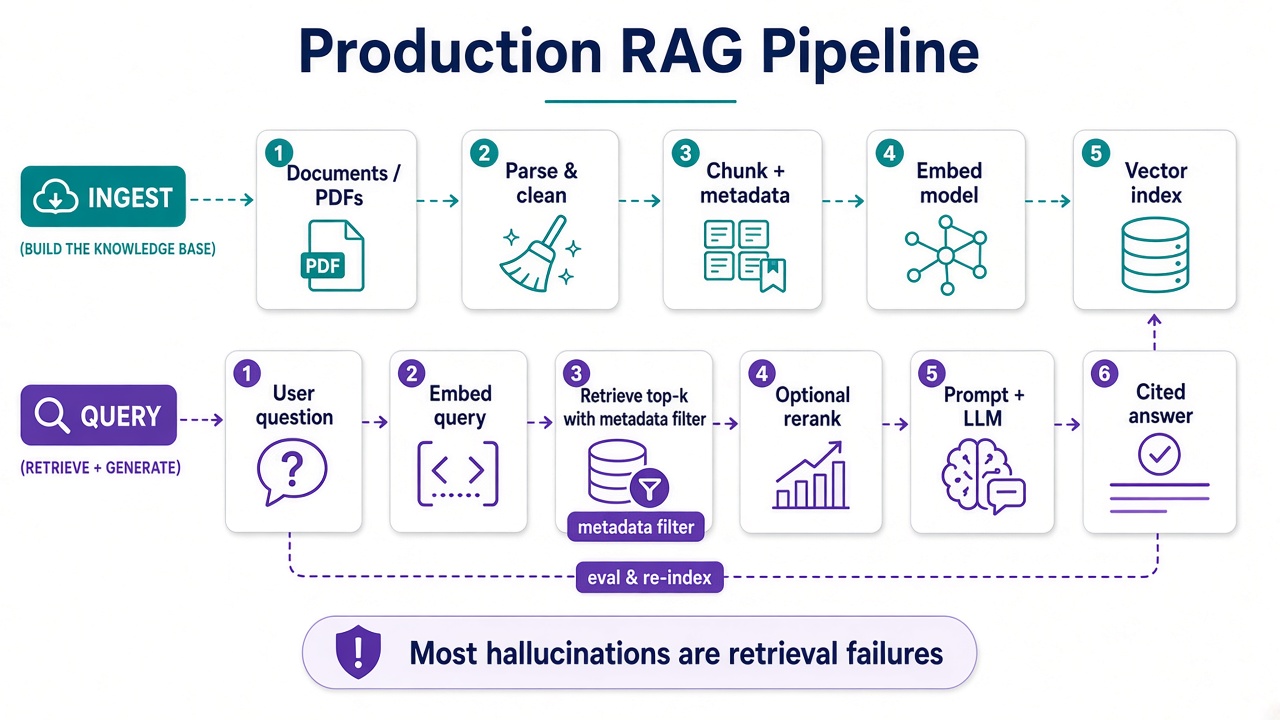 Production RAG Pipeline
INGEST
(BUILD THE KNOWLEDGE BASE)
1
Documents /
PDFs
PDF
2
Parse &
clean
3
Chunk +
metadata
4
Embed
model
5
Vector
index
QUERY
(RETRIEVE + GENERATE)
1
User
question
?
2
Embed
query
3
Retrieve top-k
with metadata filter
metadata filter
4
Optional
rerank
5
Prompt +
LLM
6
Cited
answer
eval & re-index
Most hallucinations are retrieval failures